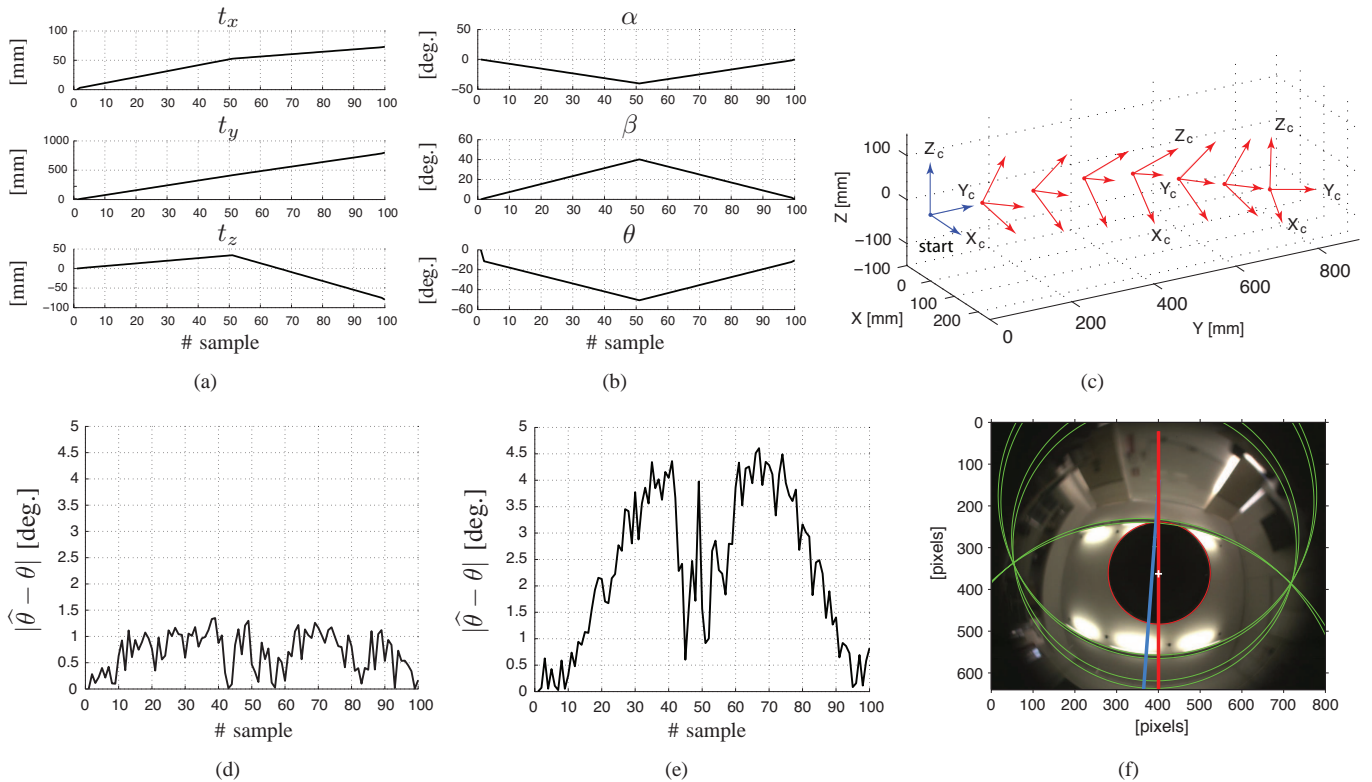 t_x
[mm]
100
50
0
0 10 20 30 40 50 60 70 80 90 100
t_y
[mm]
1000
500
0
0 10 20 30 40 50 60 70 80 90 100
t_z
[mm]
50
0
−50
−100
0 10 20 30 40 50 60 70 80 90 100
# sample
(a)
α
[deg.]
50
0
−50
0 10 20 30 40 50 60 70 80 90 100
β
[deg.]
60
40
20
0
0 10 20 30 40 50 60 70 80 90 100
θ
[deg.]
0
−20
−40
−60
0 10 20 30 40 50 60 70 80 90 100
# sample
(b)
Z [mm]
100
0
−100
−100
0
100
200
X [mm]
0 200 400 600 800
Y [mm]
Z_c
Y_c
X_c
start
Z_c
Y_c
X_c
Z_c
Y_c
X_c
(c)
|θ̂ − θ| [deg.]
5
4.5
4
3.5
3
2.5
2
1.5
1
0.5
0
0 10 20 30 40 50 60 70 80 90 100
# sample
(d)
|θ̂ − θ| [deg.]
5
4.5
4
3.5
3
2.5
2
1.5
1
0.5
0
0 10 20 30 40 50 60 70 80 90 100
# sample
(e)
[pixels]
0
100
200
300
400
500
600
0 100 200 300 400 500 600 700 800
[pixels]
(f)